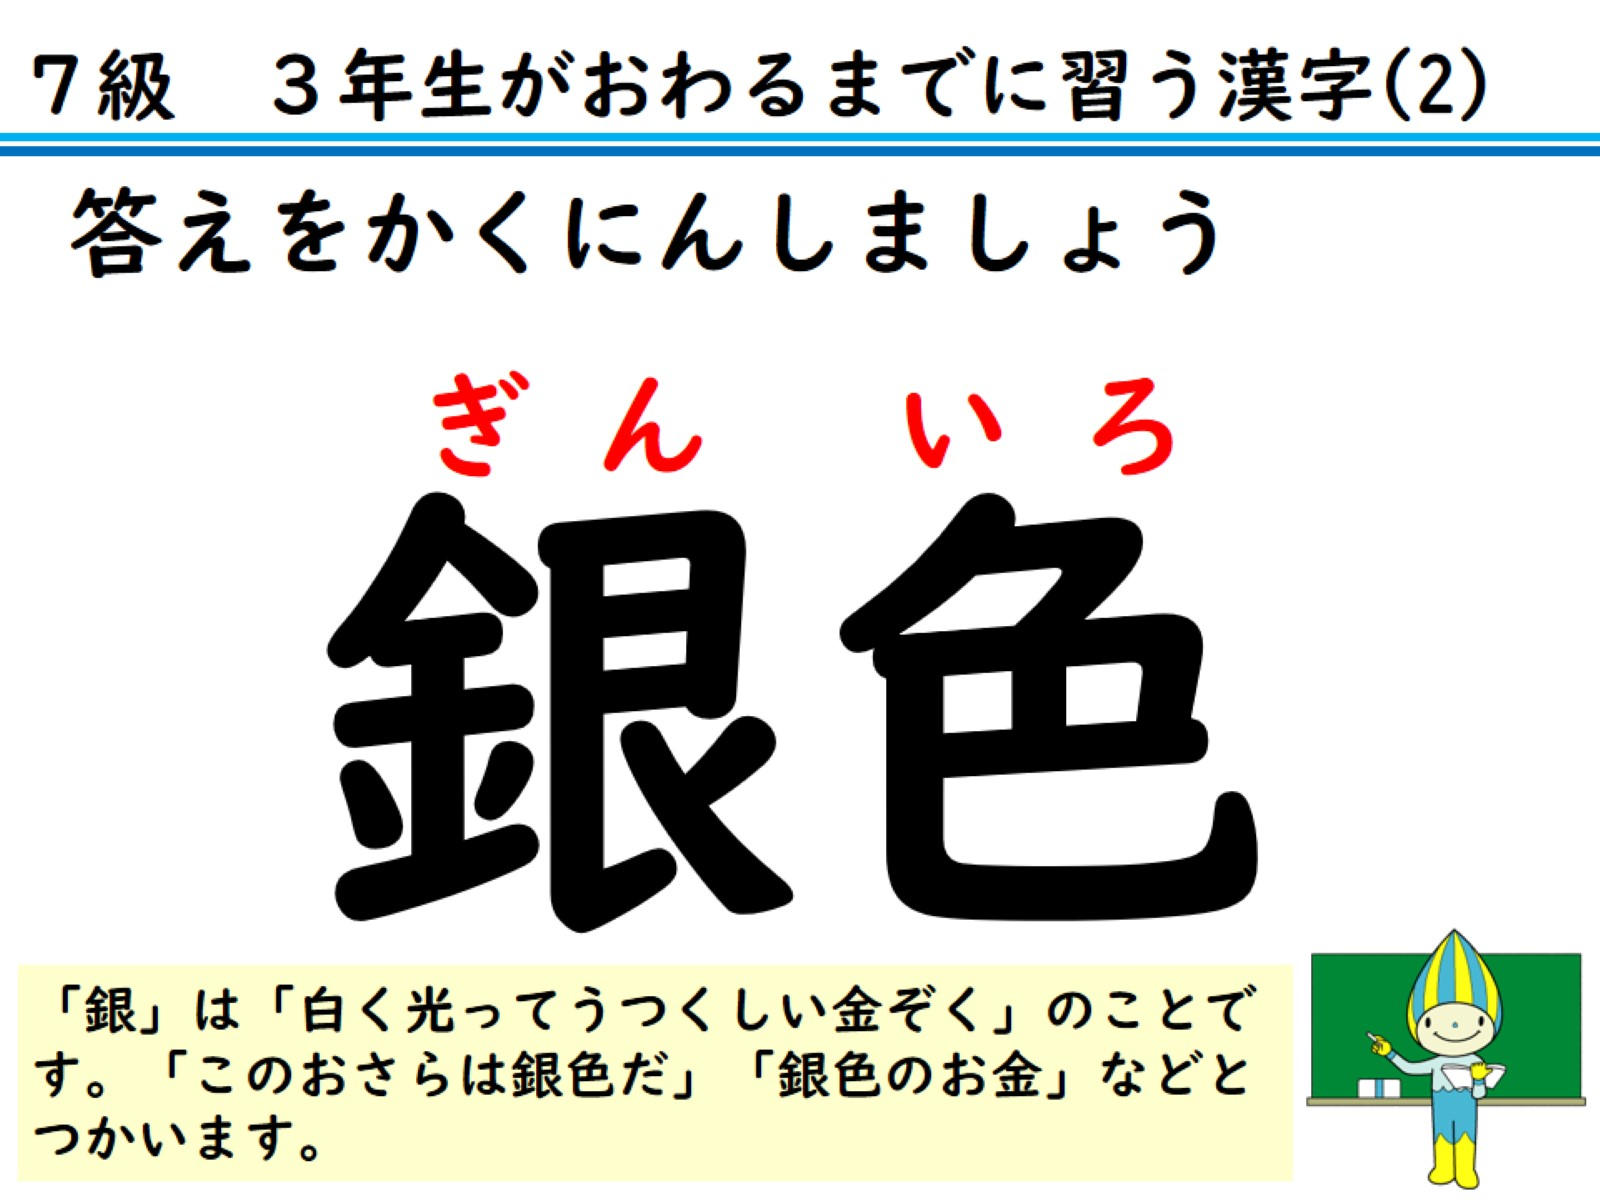 ７級　３年生がおわるまでに習う漢字(2)
答えをかくにんしましょう
ぎん　いろ
銀色
「銀」は「白く光ってうつくしい金ぞく」のことで
す。「このおさらは銀色だ」「銀色のお金」などと
つかいます。